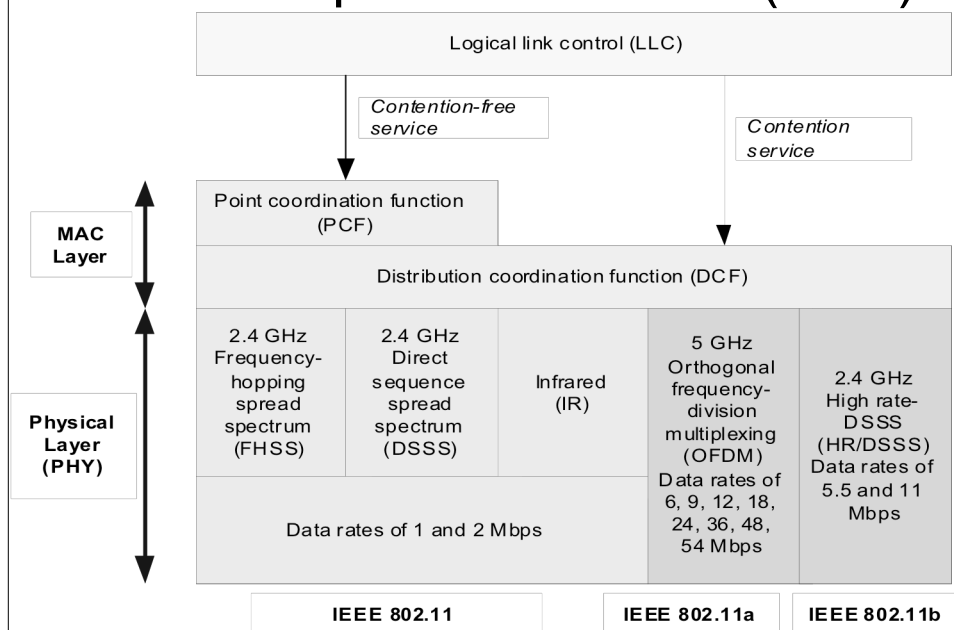 Logical link control (LLC)
Contention-free
service
Contention
service
Point coordination function
(PCF)
MAC
Layer
Distribution coordination function (DCF)
2.4 GHz
Frequency-
hopping
spread
spectrum
(FHSS)
2.4 GHz
Direct
sequence
spread
spectrum
(DSSS)
Infrared
(IR)
5 GHz
Orthogonal
frequency-
division
multiplexing
(OFDM)
Data rates of
6, 9, 12, 18,
24, 36, 48,
54 Mbps
2.4 GHz
High rate-
DSSS
(HR/DSSS)
Data rates of
5.5 and 11
Mbps
Physical
Layer
(PHY)
Data rates of 1 and 2 Mbps
IEEE 802.11
IEEE 802.11a
IEEE 802.11b